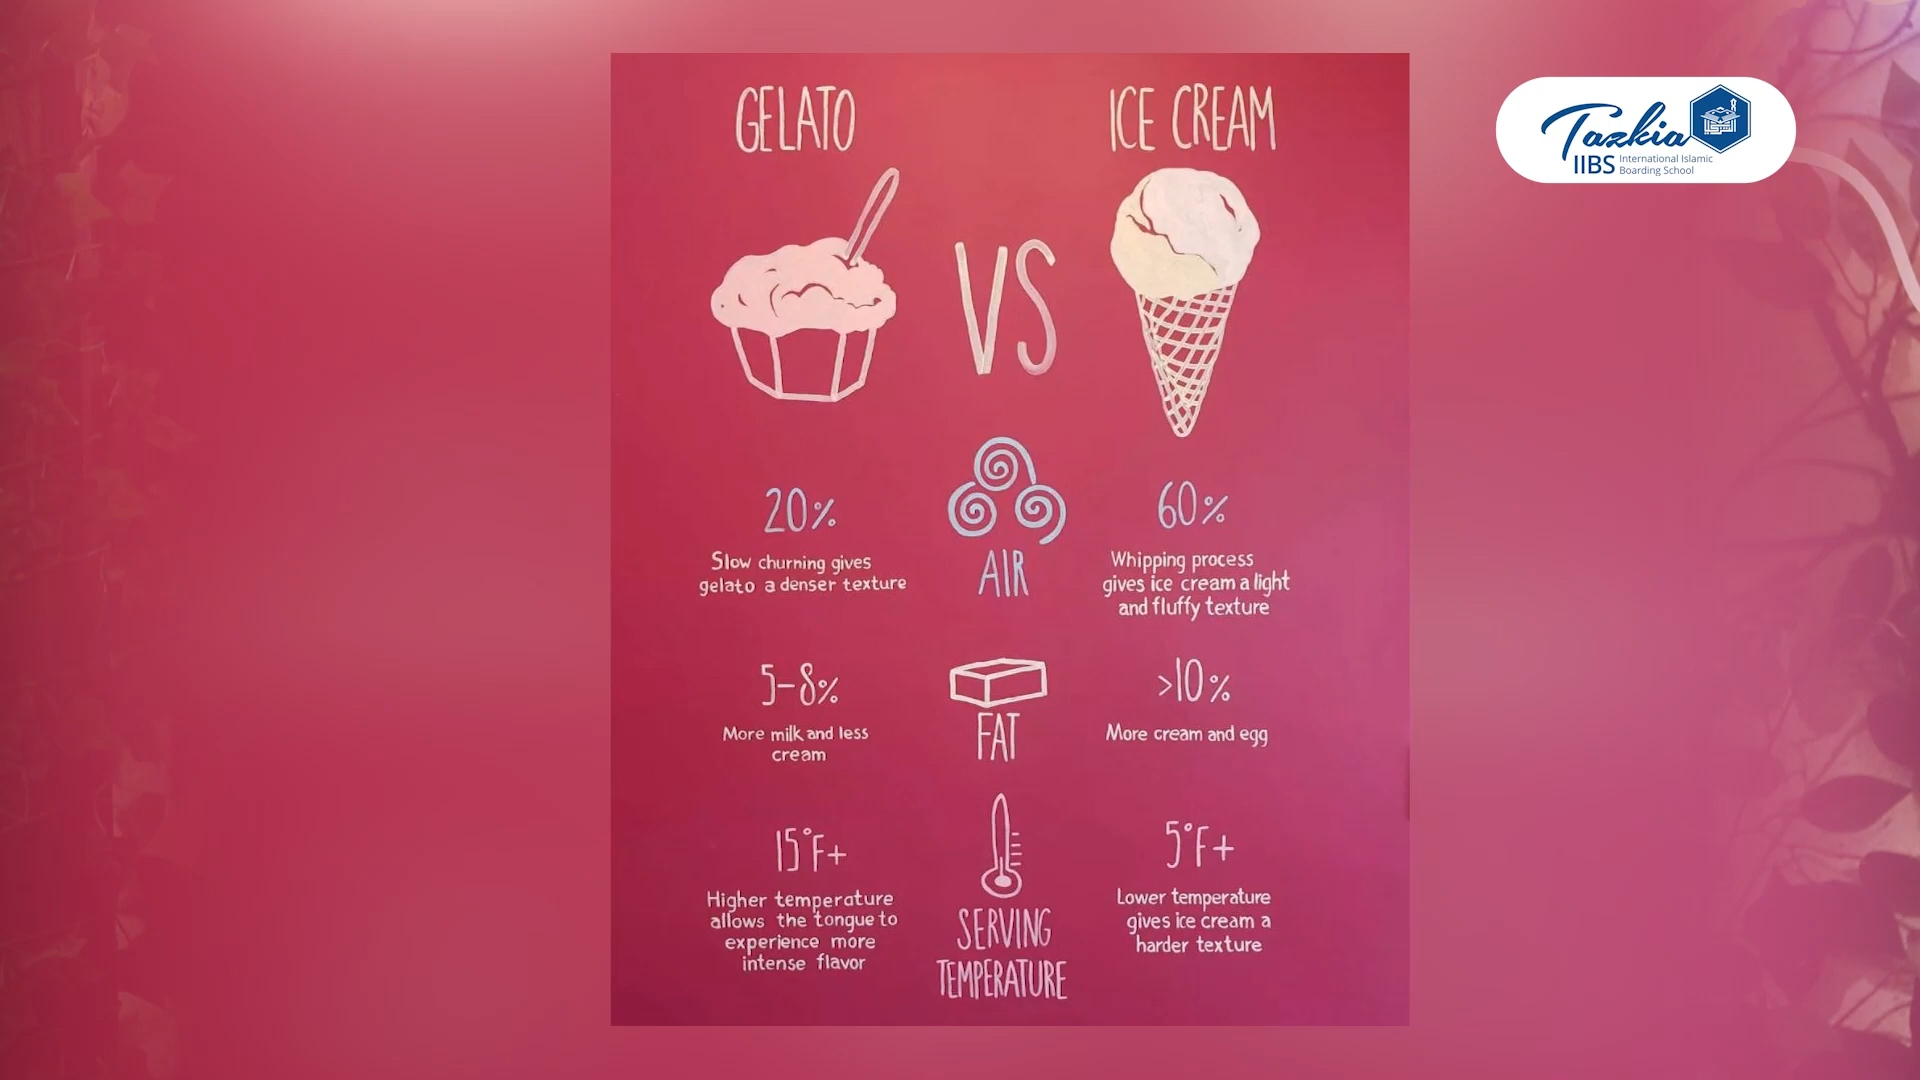 GELATO
VS
ICE CREAM
20%
Slow churning gives
gelato a denser texture
AIR
60%
Whipping process
gives ice cream a light
and fluffy texture
5-8%
More milk and less
cream
FAT
>10%
More cream and egg
15°F+
Higher temperature
allows the tongue to
experience more
intense flavor
SERVING
TEMPERATURE
5°F+
Lower temperature
gives ice cream a
harder texture
Tazkia
IIBS
International Islamic
Boarding School